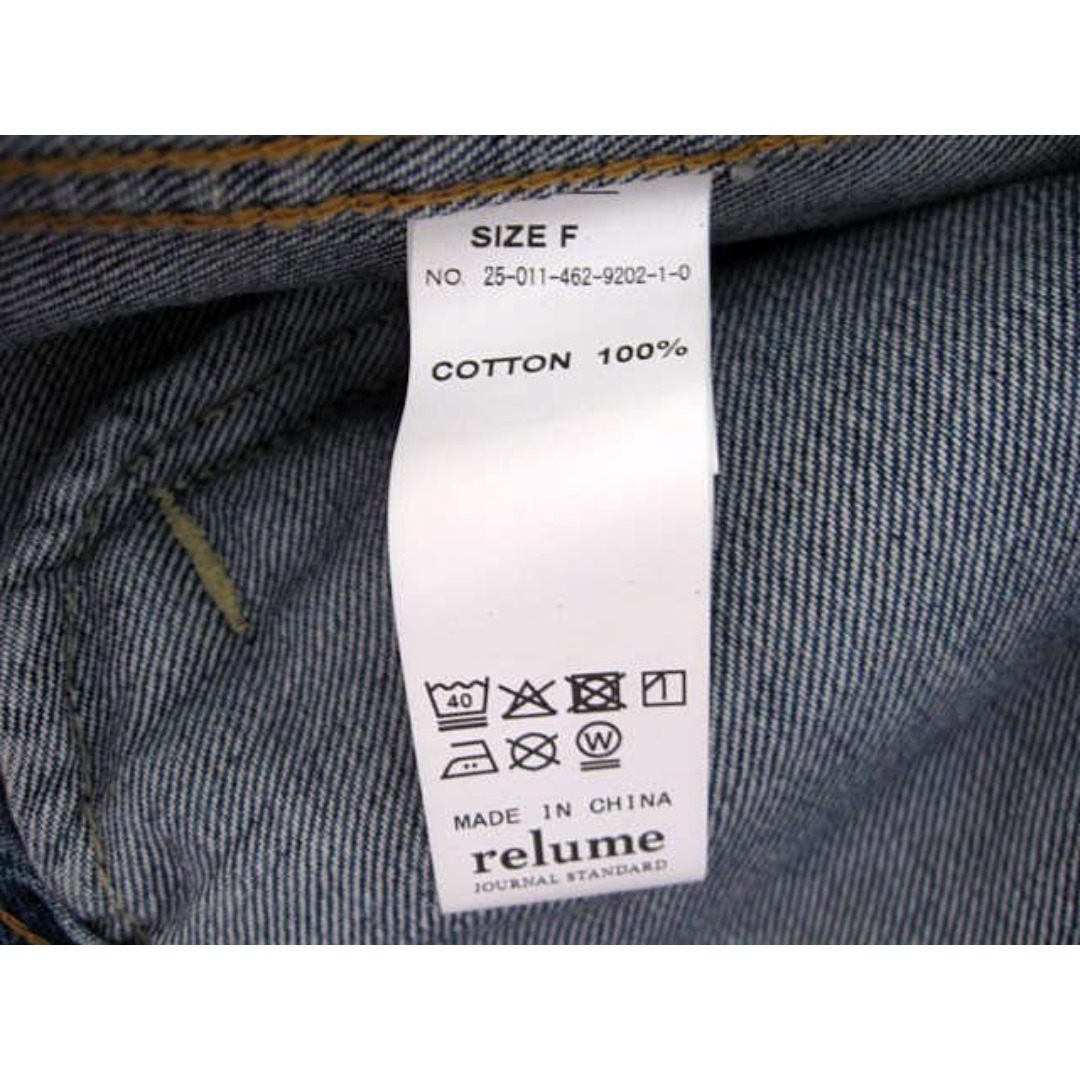 SIZE F
NO. 25-011-462-9202-1-0
COTTON 100%
40
W
MADE IN CHINA
relume
JOURNAL STANDARD